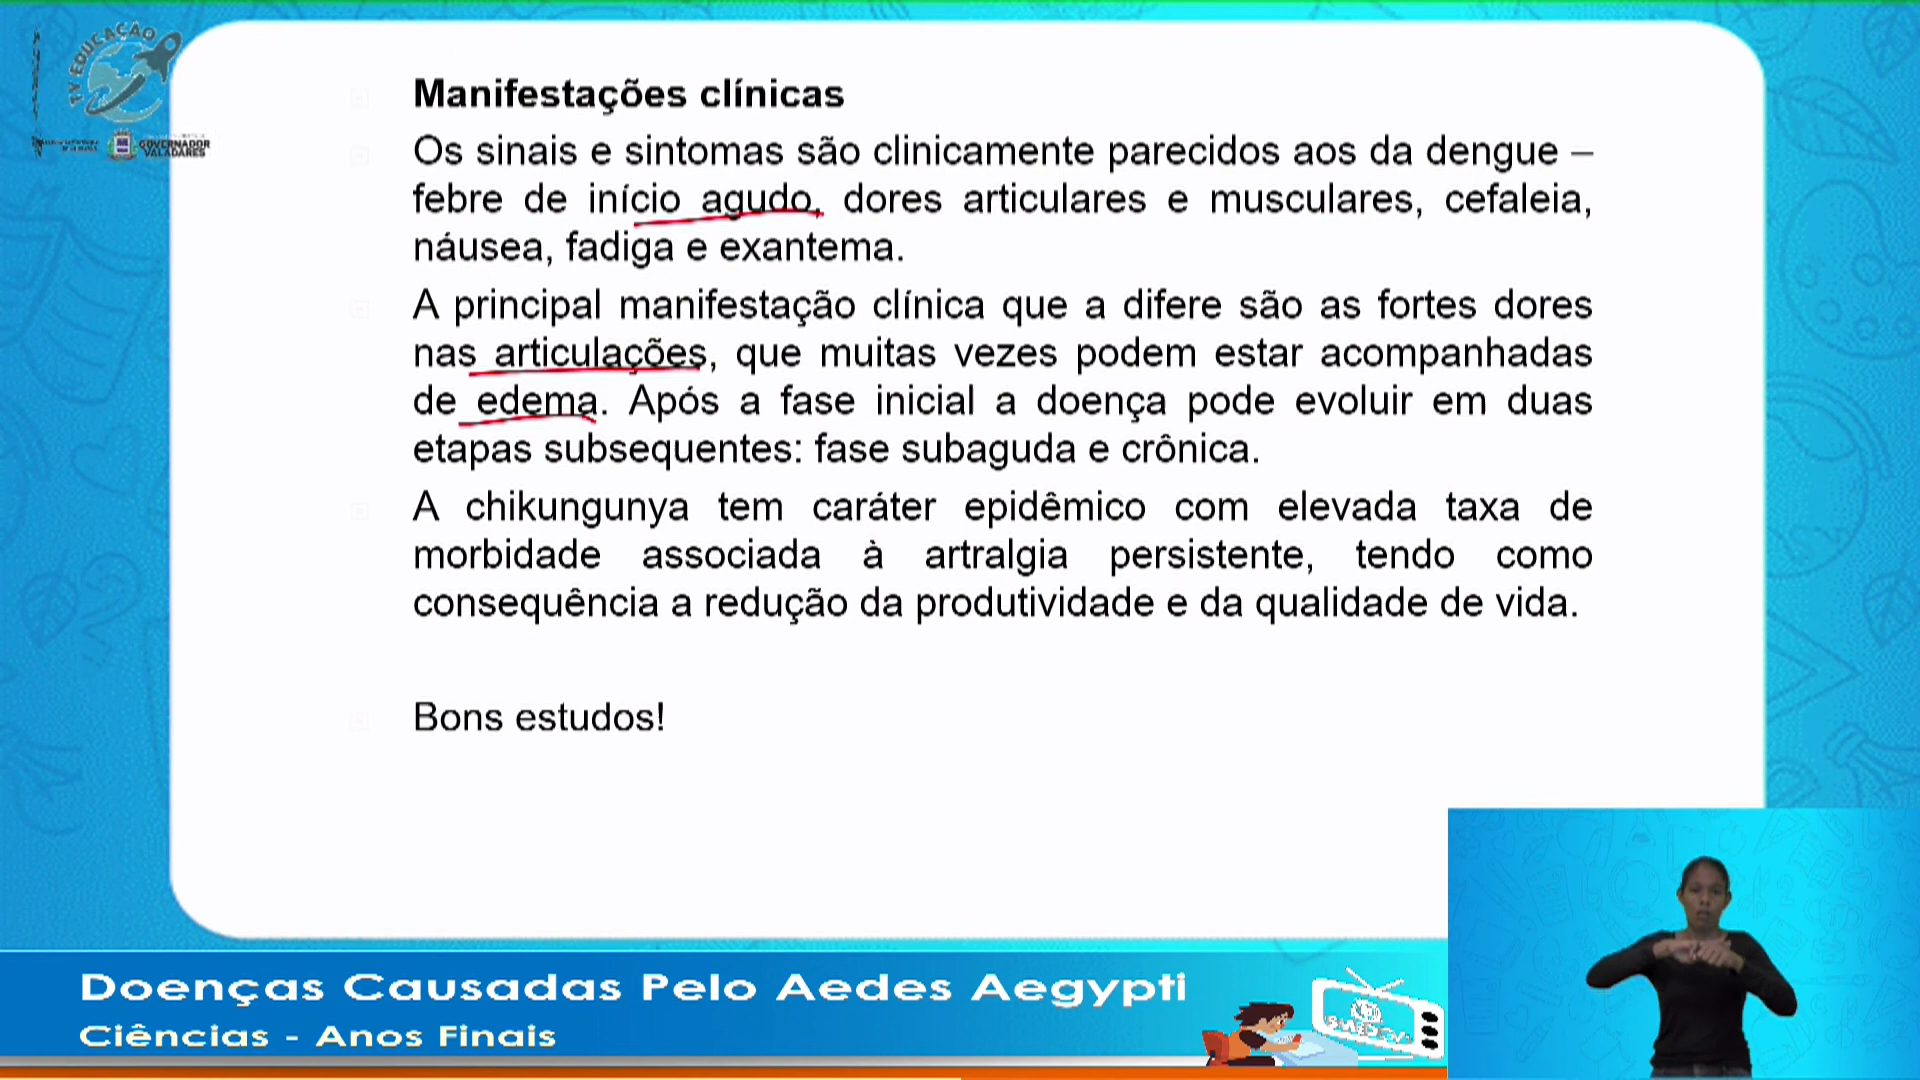 TV EDUCAÇÃO
GOVERNADOR
VALADARES
Manifestações clínicas
Os sinais e sintomas são clinicamente parecidos aos da dengue –
febre de início agudo, dores articulares e musculares, cefaleia,
náusea, fadiga e exantema.
A principal manifestação clínica que a difere são as fortes dores
nas articulações, que muitas vezes podem estar acompanhadas
de edema. Após a fase inicial a doença pode evoluir em duas
etapas subsequentes: fase subaguda e crônica.
A chikungunya tem caráter epidêmico com elevada taxa de
morbidade associada à artralgia persistente, tendo como
consequência a redução da produtividade e da qualidade de vida.
Bons estudos!
Doenças Causadas Pelo Aedes Aegypti
Ciências - Anos Finais